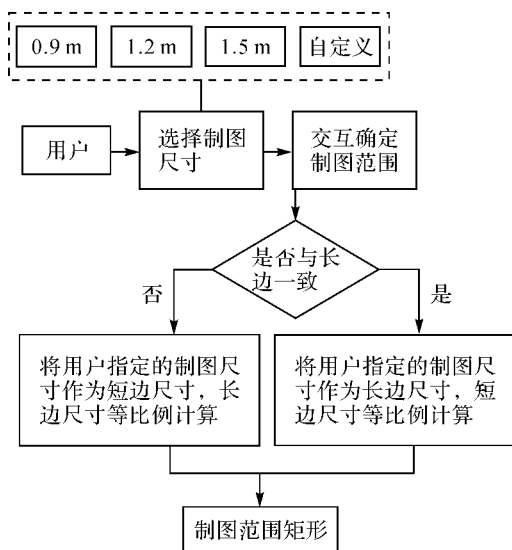 0.9 m 1.2 m 1.5 m 自定义
用户
选择制图
尺寸
交互确定
制图范围
是否与长
边一致
否
是
将用户指定的制图尺
寸作为短边尺寸，长
边尺寸等比例计算
将用户指定的制图尺
寸作为长边尺寸，短
边尺寸等比例计算
制图范围矩形